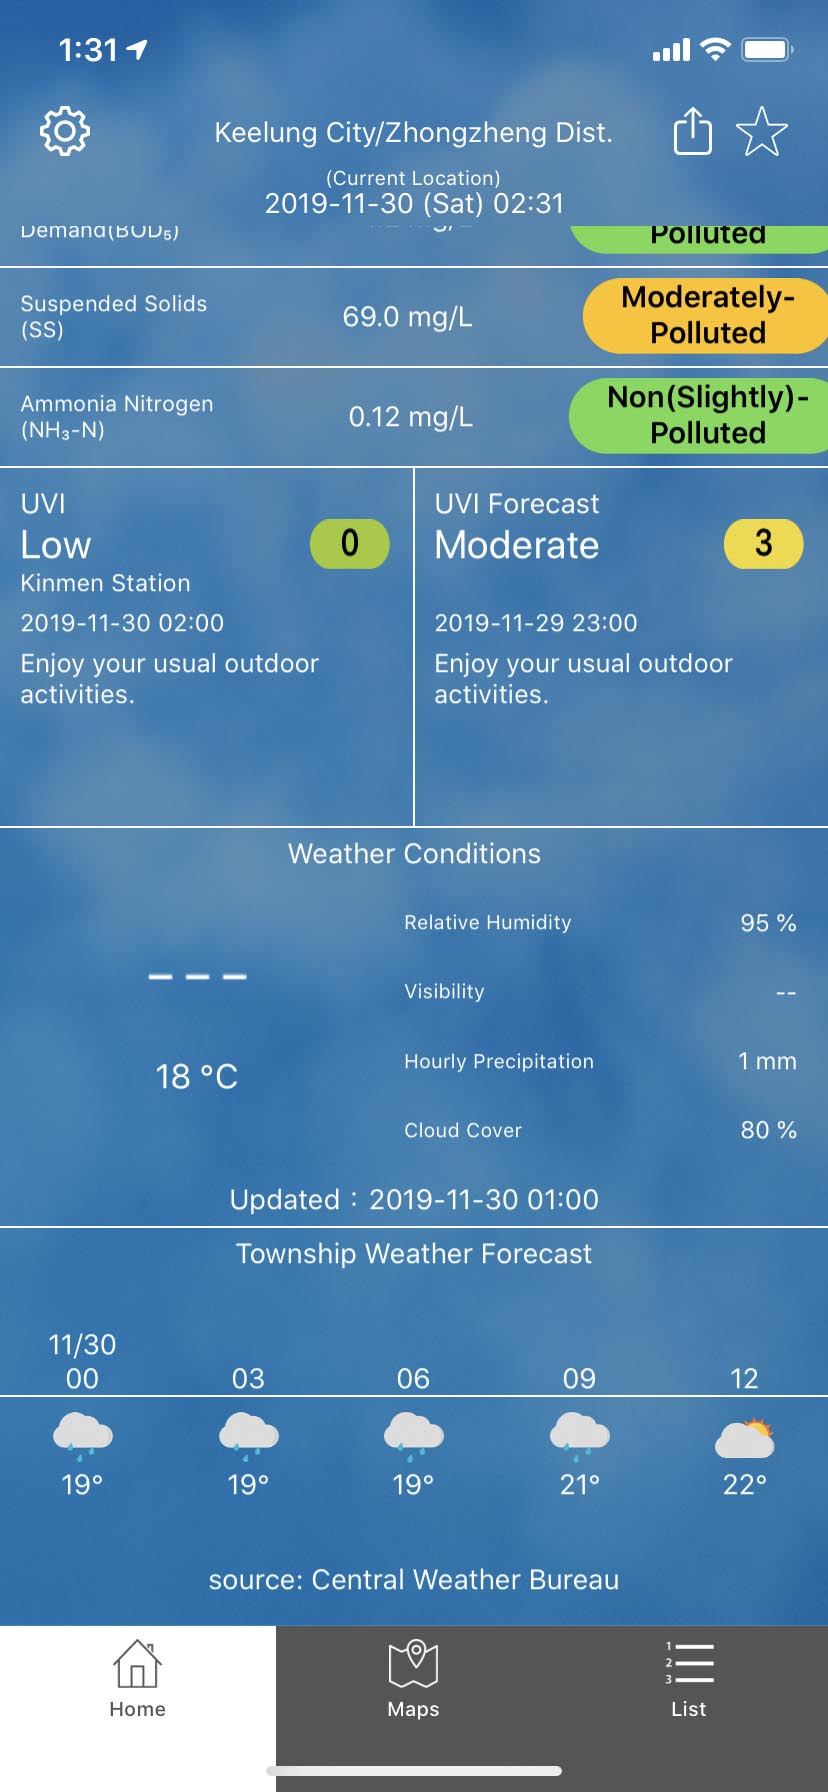 1:31
Keelung City/Zhongzheng Dist.
(Current Location)
2019-11-30 (Sat) 02:31
Demand(BOD₅)
Polluted
Suspended Solids
(SS)
69.0 mg/L
Moderately-
Polluted
Ammonia Nitrogen
(NH₃-N)
0.12 mg/L
Non(Slightly)-
Polluted
UVI
Low
0
Kinmen Station
2019-11-30 02:00
Enjoy your usual outdoor
activities.
UVI Forecast
Moderate
3
2019-11-29 23:00
Enjoy your usual outdoor
activities.
Weather Conditions
– – –
18 °C
Relative Humidity 95 %
Visibility --
Hourly Precipitation 1 mm
Cloud Cover 80 %
Updated : 2019-11-30 01:00
Township Weather Forecast
11/30
00 03 06 09 12
19° 19° 19° 21° 22°
source: Central Weather Bureau
1
2
3
Home Maps List